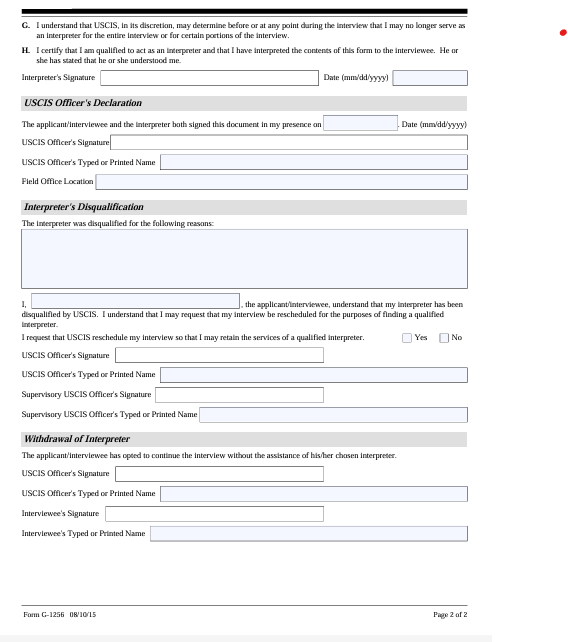 G. I understand that USCIS, in its discretion, may determine before or at any point during the interview that I may no longer serve as
an interpreter for the entire interview or for certain portions of the interview.
H. I certify that I am qualified to act as an interpreter and that I have interpreted the contents of this form to the interviewee. He or
she has stated that he or she understood me.
Interpreter's Signature Date (mm/dd/yyyy)
USCIS Officer's Declaration
The applicant/interviewee and the interpreter both signed this document in my presence on . Date (mm/dd/yyyy)
USCIS Officer's Signature
USCIS Officer's Typed or Printed Name
Field Office Location
Interpreter's Disqualification
The interpreter was disqualified for the following reasons:
I, , the applicant/interviewee, understand that my interpreter has been
disqualified by USCIS. I understand that I may request that my interview be rescheduled for the purposes of finding a qualified
interpreter.
I request that USCIS reschedule my interview so that I may retain the services of a qualified interpreter. Yes No
USCIS Officer's Signature
USCIS Officer's Typed or Printed Name
Supervisory USCIS Officer's Signature
Supervisory USCIS Officer's Typed or Printed Name
Withdrawal of Interpreter
The applicant/interviewee has opted to continue the interview without the assistance of his/her chosen interpreter.
USCIS Officer's Signature
USCIS Officer's Typed or Printed Name
Interviewee's Signature
Interviewee's Typed or Printed Name
Form G-1256 08/10/15 Page 2 of 2